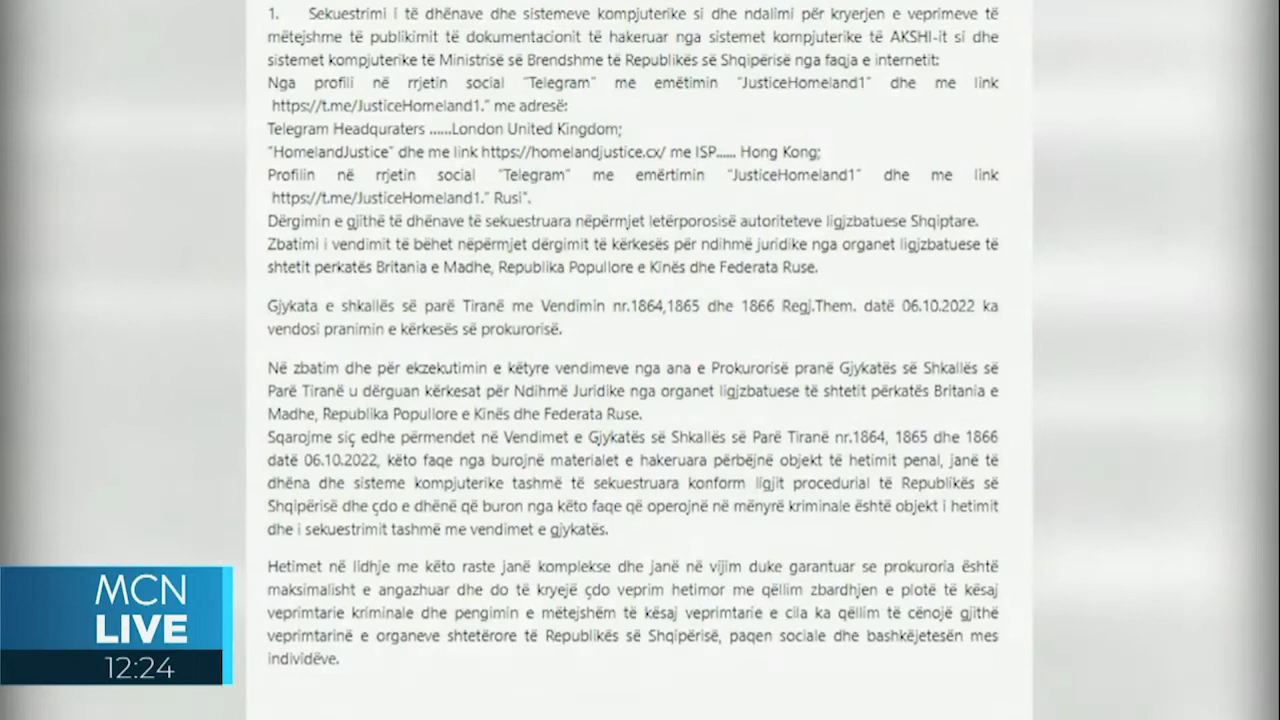 1. Sekuestrimi i të dhënave dhe sistemeve kompjuterike si dhe ndalimi për kryerjen e veprimeve të
mëtejshme të publikimit të dokumentacionit të hakeruar nga sistemet kompjuterike të AKSHI-it si dhe
sistemet kompjuterike të Ministrisë së Brendshme të Republikës së Shqipërisë nga faqja e internetit:
Nga profili në rrjetin social "Telegram" me emëtimin "JusticeHomeland1" dhe me link
https://t.me/JusticeHomeland1." me adresë:
Telegram Headquraters ......London United Kingdom;
"HomelandJustice" dhe me link https://homelandjustice.cx/ me ISP...... Hong Kong;
Profilin në rrjetin social "Telegram" me emërtimin "JusticeHomeland1" dhe me link
https://t.me/JusticeHomeland1." Rusi".
Dërgimin e gjithë të dhënave të sekuestruara nëpërmjet letërporosisë autoriteteve ligjzbatuese Shqiptare.
Zbatimi i vendimit të bëhet nëpërmjet dërgimit të kërkesës për ndihmë juridike nga organet ligjzbatuese të
shtetit perkatës Britania e Madhe, Republika Popullore e Kinës dhe Federata Ruse.
Gjykata e shkallës së parë Tiranë me Vendimin nr.1864,1865 dhe 1866 Regj.Them. datë 06.10.2022 ka
vendosi pranimin e kërkesës së prokurorisë.
Në zbatim dhe për ekzekutimin e këtyre vendimeve nga ana e Prokurorisë pranë Gjykatës së Shkallës së
Parë Tiranë u dërguan kërkesat për Ndihmë Juridike nga organet ligjzbatuese të shtetit përkatës Britania e
Madhe, Republika Popullore e Kinës dhe Federata Ruse.
Sqarojme siç edhe përmendet në Vendimet e Gjykatës së Shkallës së Parë Tiranë nr.1864, 1865 dhe 1866
datë 06.10.2022, këto faqe nga burojnë materialet e hakeruara përbëjnë objekt të hetimit penal, janë të
dhëna dhe sisteme kompjuterike tashmë të sekuestruara konform ligjit procedurial të Republikës së
Shqipërisë dhe çdo e dhënë që buron nga këto faqe që operojnë në mënyrë kriminale është objekt i hetimit
dhe i sekuestrimit tashmë me vendimet e gjykatës.
Hetimet në lidhje me këto raste janë komplekse dhe janë në vijim duke garantuar se prokuroria është
maksimalisht e angazhuar dhe do të kryejë çdo veprim hetimor me qëllim zbardhjen e plotë të kësaj
veprimtarie kriminale dhe pengimin e mëtejshëm të kësaj veprimtarie e cila ka qëllim të cënojë gjithë
veprimtarinë e organeve shtetërore të Republikës së Shqipërisë, paqen sociale dhe bashkëjetesën mes
individëve.
MCN
LIVE
12:24